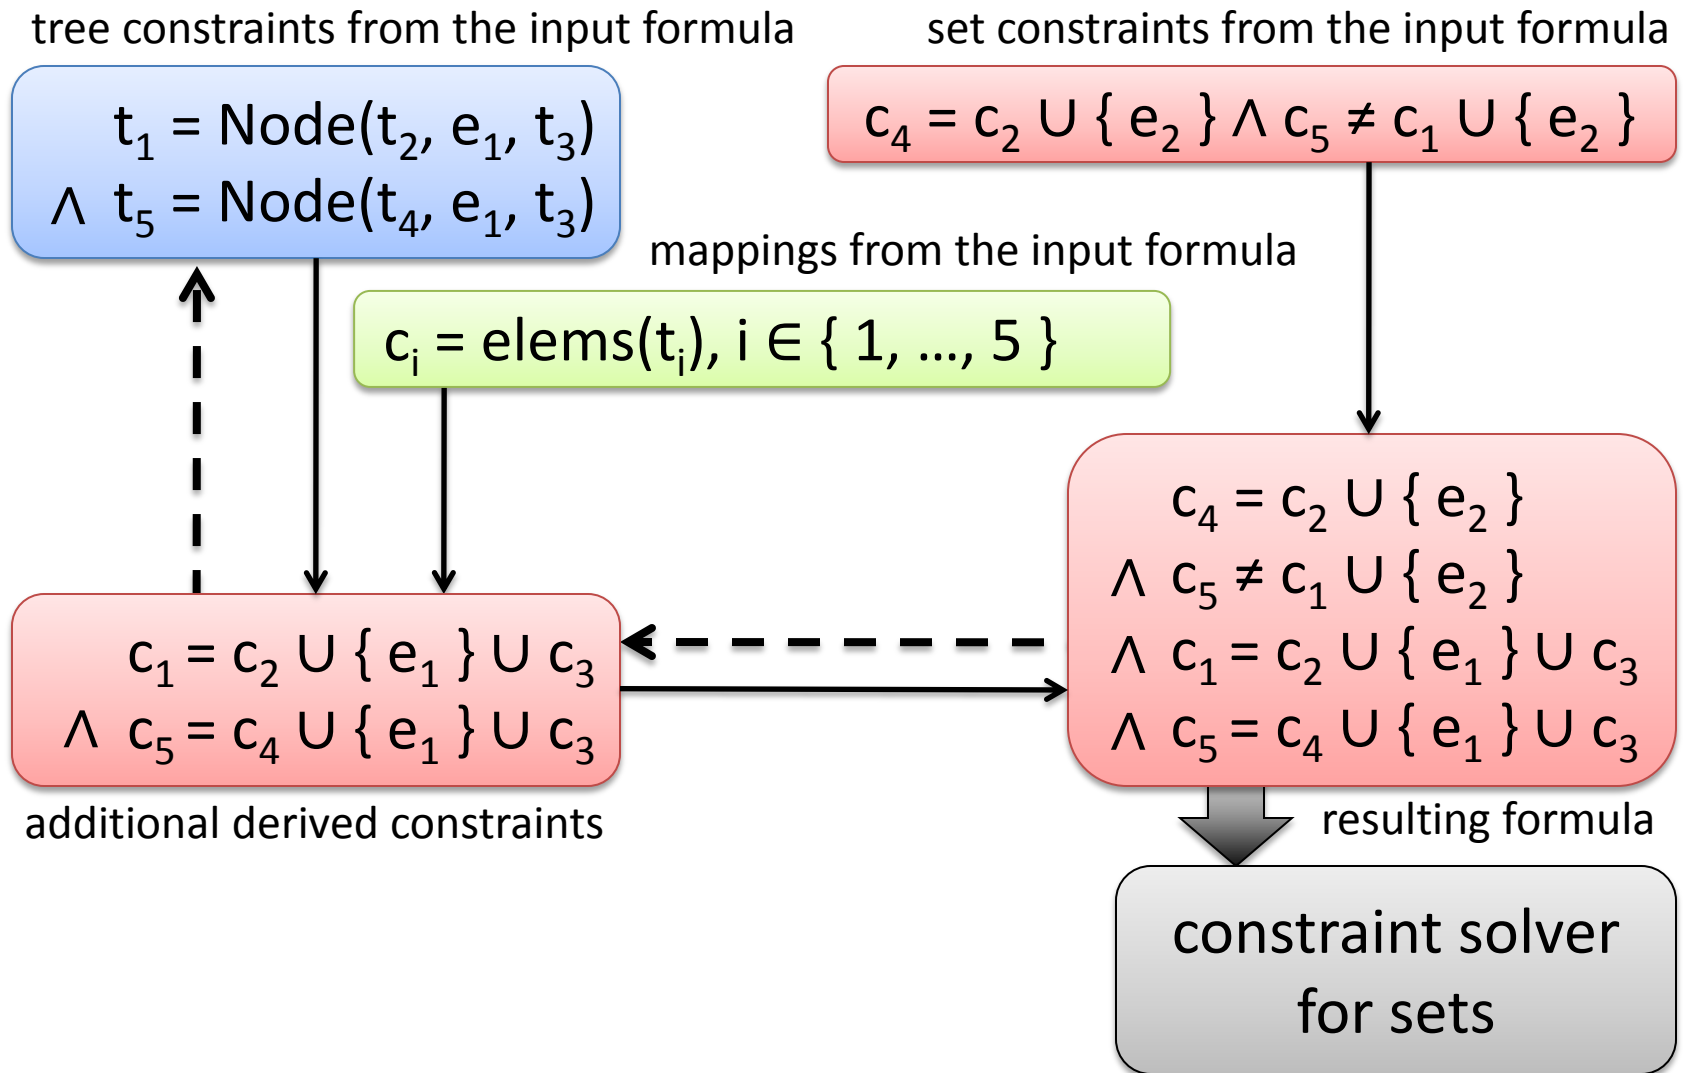 tree constraints from the input formula
t₁ = Node(t₂, e₁, t₃)
∧ t₅ = Node(t₄, e₁, t₃)
set constraints from the input formula
c₄ = c₂ ∪ { e₂ } ∧ c₅ ≠ c₁ ∪ { e₂ }
mappings from the input formula
cᵢ = elems(tᵢ), i ∈ { 1, …, 5 }
c₁ = c₂ ∪ { e₁ } ∪ c₃
∧ c₅ = c₄ ∪ { e₁ } ∪ c₃
additional derived constraints
c₄ = c₂ ∪ { e₂ }
∧ c₅ ≠ c₁ ∪ { e₂ }
∧ c₁ = c₂ ∪ { e₁ } ∪ c₃
∧ c₅ = c₄ ∪ { e₁ } ∪ c₃
resulting formula
constraint solver
for sets